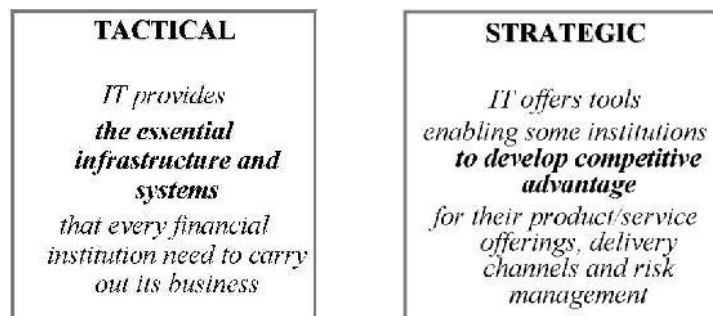 TACTICAL
IT provides
the essential
infrastructure and
systems
that every financial
institution need to carry
out its business
STRATEGIC
IT offers tools
enabling some institutions
to develop competitive
advantage
for their product/service
offerings, delivery
channels and risk
management